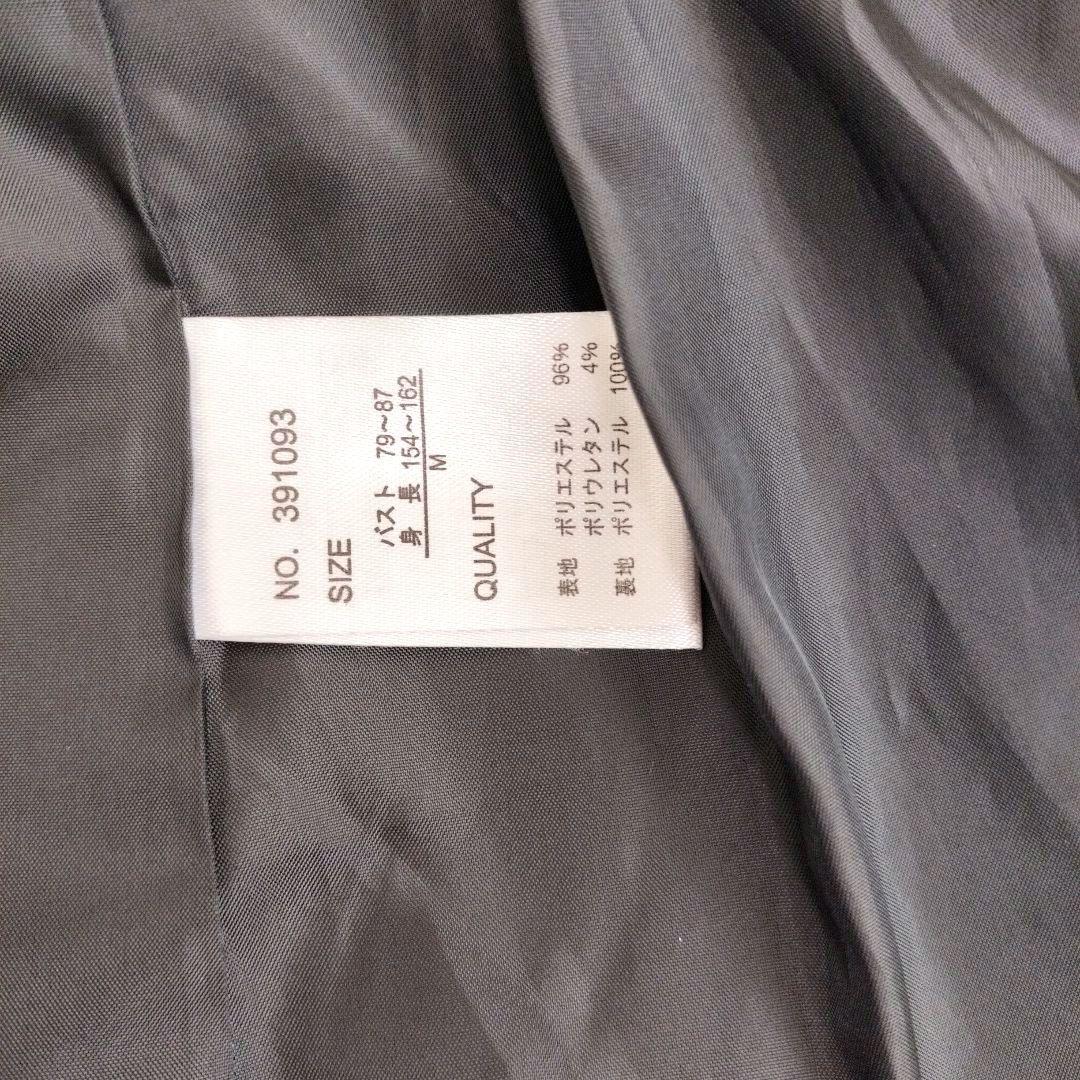 NO. 391093
SIZE
バスト 79～87
身 長 154～162
M
QUALITY
表地 ポリエステル 96%
ポリウレタン 4%
裏地 ポリエステル 100%